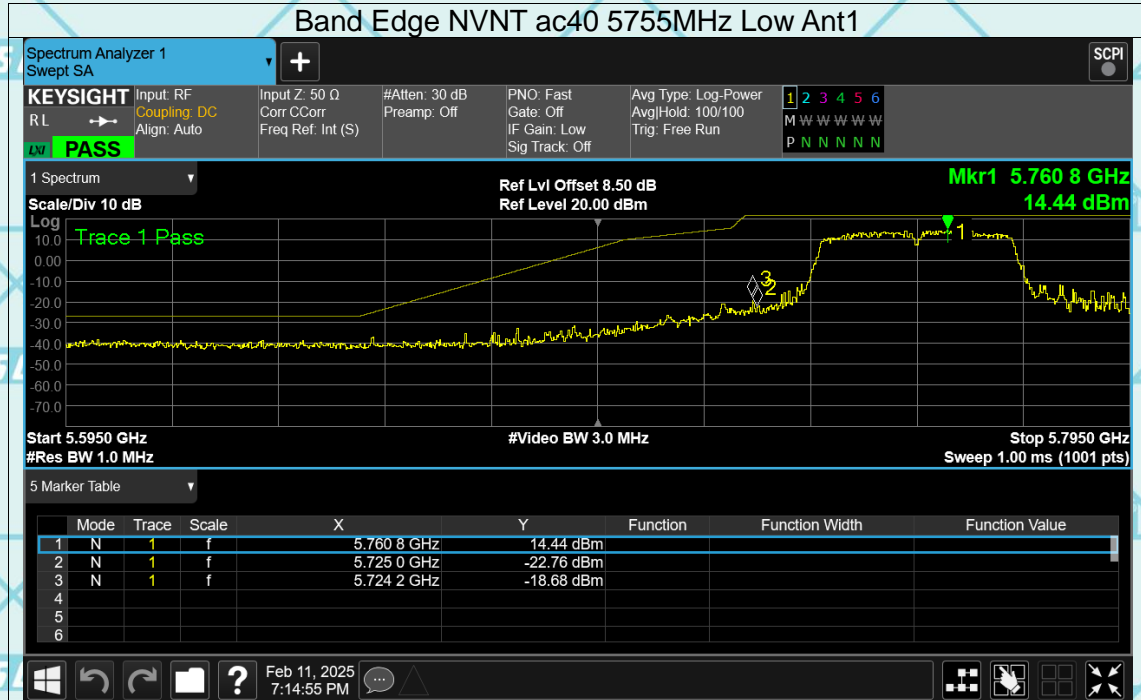 Band Edge NVNT ac40 5755MHz Low Ant1
Spectrum Analyzer 1
Swept SA
SCPI
KEYSIGHT
RL
LXI
PASS
Input: RF
Coupling: DC
Align: Auto
Input Z: 50 Ω
Corr CCorr
Freq Ref: Int (S)
#Atten: 30 dB
Preamp: Off
PNO: Fast
Gate: Off
IF Gain: Low
Sig Track: Off
Avg Type: Log-Power
Avg|Hold: 100/100
Trig: Free Run
1 2 3 4 5 6
M W W W W W
P N N N N N
1 Spectrum
Ref Lvl Offset 8.50 dB
Mkr1 5.760 8 GHz
Scale/Div 10 dB
Ref Level 20.00 dBm
14.44 dBm
Log
Trace 1 Pass
1
10.0
0.00
-10.0
3
2
-20.0
-30.0
-40.0
-50.0
-60.0
-70.0
Start 5.5950 GHz
#Video BW 3.0 MHz
Stop 5.7950 GHz
#Res BW 1.0 MHz
Sweep 1.00 ms (1001 pts)
5 Marker Table
Mode Trace Scale X Y Function Function Width Function Value
1 N 1 f 5.760 8 GHz 14.44 dBm
2 N 1 f 5.725 0 GHz -22.76 dBm
3 N 1 f 5.724 2 GHz -18.68 dBm
4
5
6
?
Feb 11, 2025
7:14:55 PM